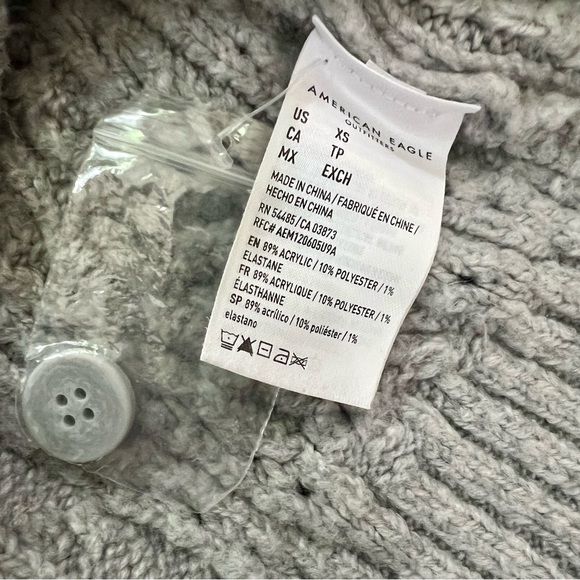 AMERICAN EAGLE
OUTFITTERS
US XS
CA TP
MX EXCH
MADE IN CHINA / FABRIQUÉ EN CHINE /
HECHO EN CHINA
RN 54485 / CA 03873
RFC# AEM120605U9A
EN 89% ACRYLIC / 10% POLYESTER / 1%
ELASTANE
FR 89% ACRYLIQUE / 10% POLYESTER / 1%
ÉLASTHANNE
SP 89% acrílico / 10% poliéster / 1%
elastano